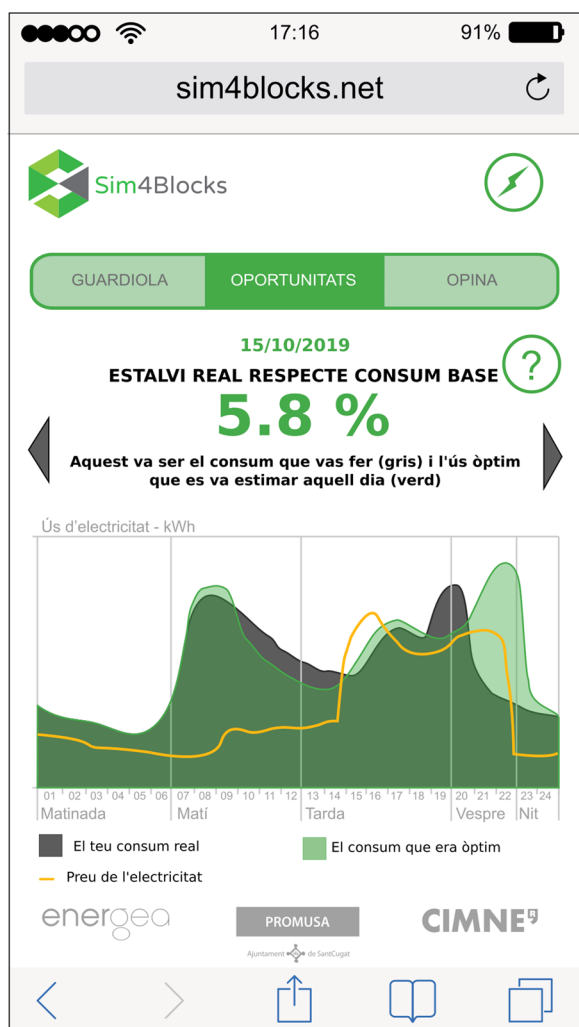 17:16
91%
sim4blocks.net
Sim4Blocks
GUARDIOLA
OPORTUNITATS
OPINA
15/10/2019
?
ESTALVI REAL RESPECTE CONSUM BASE
5.8 %
Aquest va ser el consum que vas fer (gris) i l'ús òptim
que es va estimar aquell dia (verd)
Ús d'electricitat - kWh
01 02 03 04 05 06 07 08 09 10 11 12 13 14 15 16 17 18 19 20 21 22 23 24
Matinada Matí Tarda Vespre Nit
El teu consum real
El consum que era òptim
Preu de l'electricitat
energea
PROMUSA
Ajuntament de SantCugat
CIMNE R